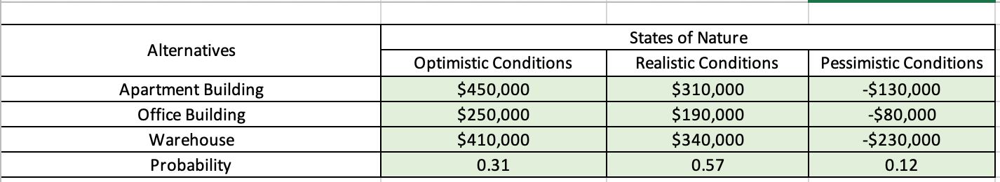 States of Nature
Alternatives
Optimistic Conditions Realistic Conditions Pessimistic Conditions
Apartment Building $450,000 $310,000 -$130,000
Office Building $250,000 $190,000 -$80,000
Warehouse $410,000 $340,000 -$230,000
Probability 0.31 0.57 0.12